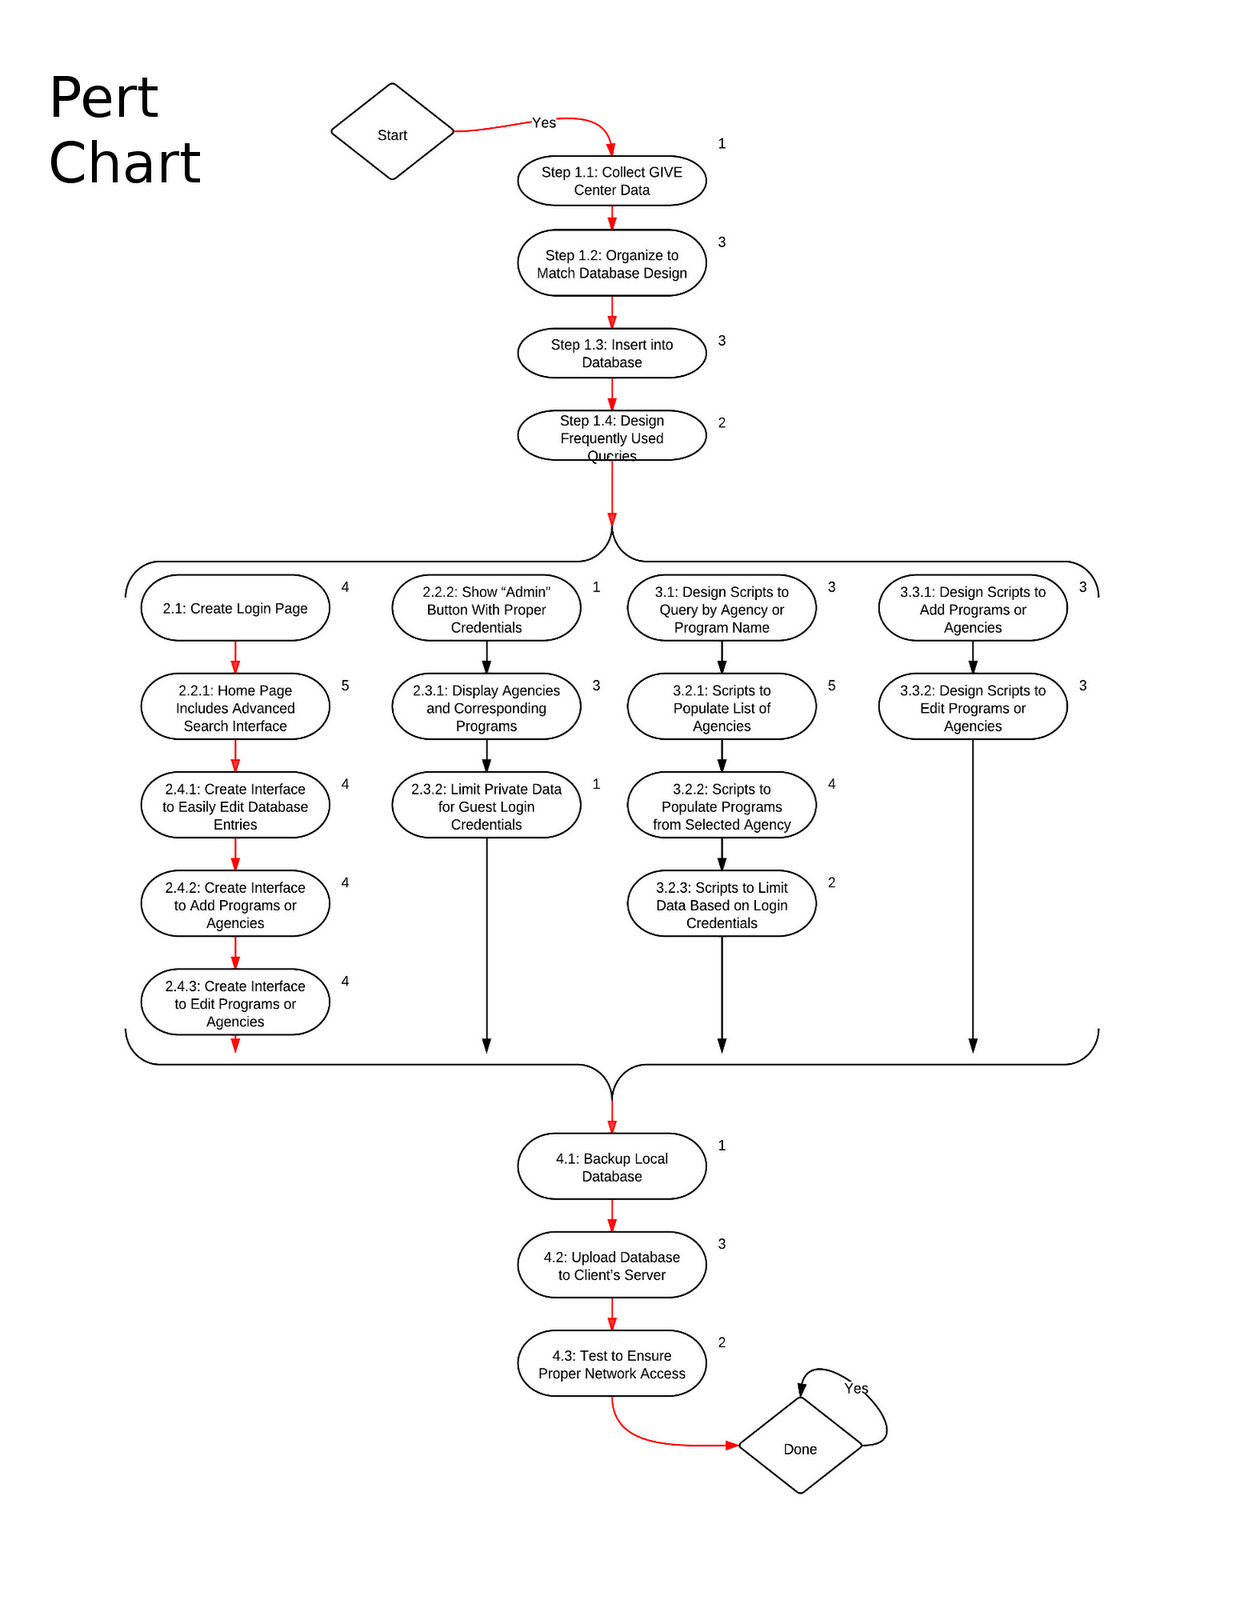 Pert
Chart
Start
Yes
1
Step 1.1: Collect GIVE
Center Data
3
Step 1.2: Organize to
Match Database Design
3
Step 1.3: Insert into
Database
2
Step 1.4: Design
Frequently Used
Queries
4
2.1: Create Login Page
5
2.2.1: Home Page
Includes Advanced
Search Interface
4
2.4.1: Create Interface
to Easily Edit Database
Entries
4
2.4.2: Create Interface
to Add Programs or
Agencies
4
2.4.3: Create Interface
to Edit Programs or
Agencies
1
2.2.2: Show “Admin”
Button With Proper
Credentials
3
2.3.1: Display Agencies
and Corresponding
Programs
1
2.3.2: Limit Private Data
for Guest Login
Credentials
3
3.1: Design Scripts to
Query by Agency or
Program Name
5
3.2.1: Scripts to
Populate List of
Agencies
4
3.2.2: Scripts to
Populate Programs
from Selected Agency
2
3.2.3: Scripts to Limit
Data Based on Login
Credentials
3
3.3.1: Design Scripts to
Add Programs or
Agencies
3
3.3.2: Design Scripts to
Edit Programs or
Agencies
1
4.1: Backup Local
Database
3
4.2: Upload Database
to Client’s Server
2
4.3: Test to Ensure
Proper Network Access
Yes
Done